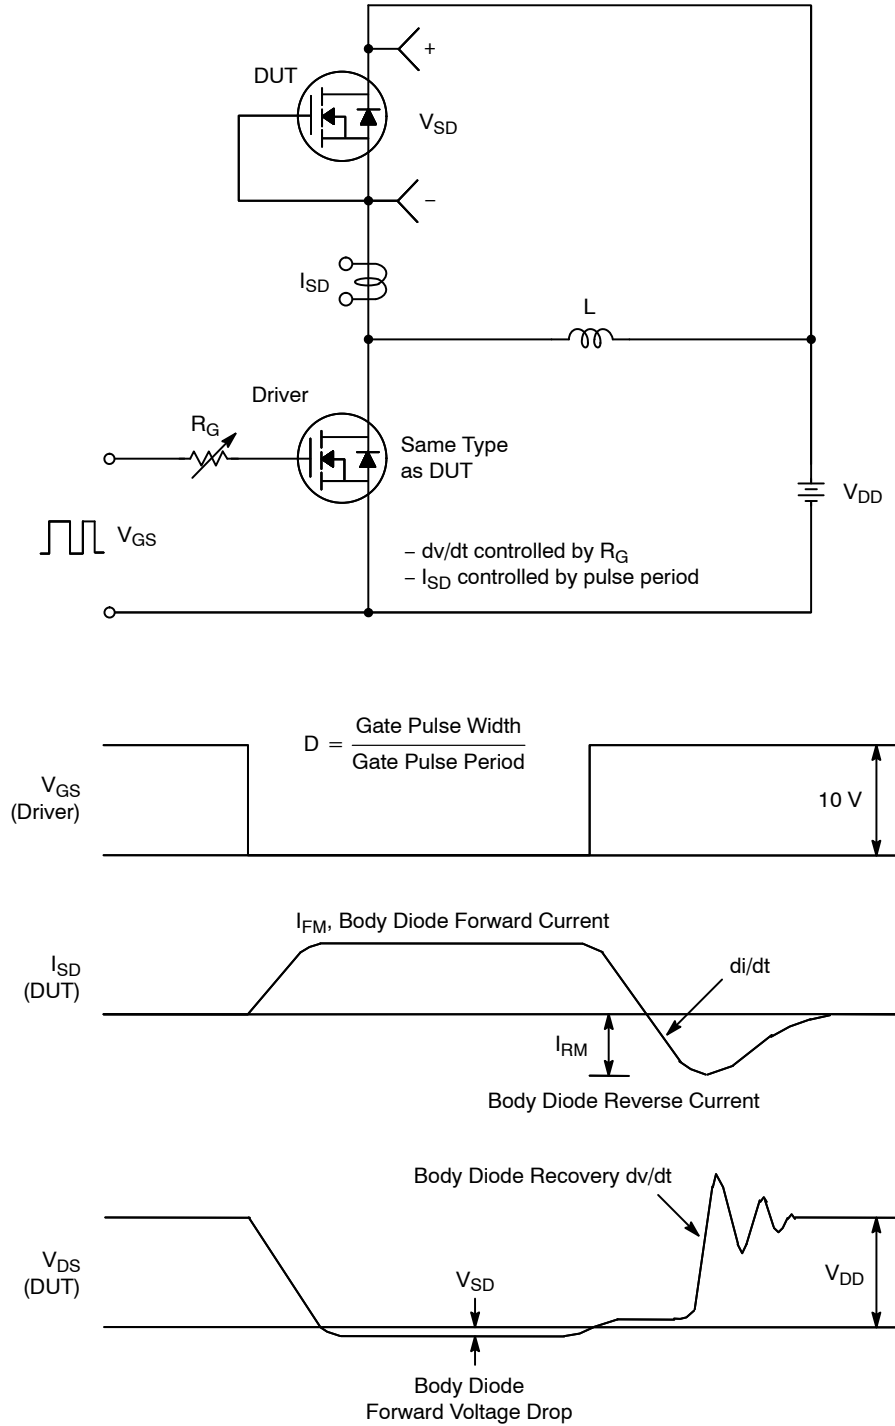 +
DUT
V_SD
−
I_SD
L
Driver
R_G
Same Type
as DUT
V_DD
V_GS
− dv/dt controlled by R_G
− I_SD controlled by pulse period
D = Gate Pulse Width
Gate Pulse Period
V_GS
(Driver)
10 V
I_FM, Body Diode Forward Current
I_SD
(DUT)
di/dt
I_RM
Body Diode Reverse Current
Body Diode Recovery dv/dt
V_DS
(DUT)
V_SD
V_DD
Body Diode
Forward Voltage Drop